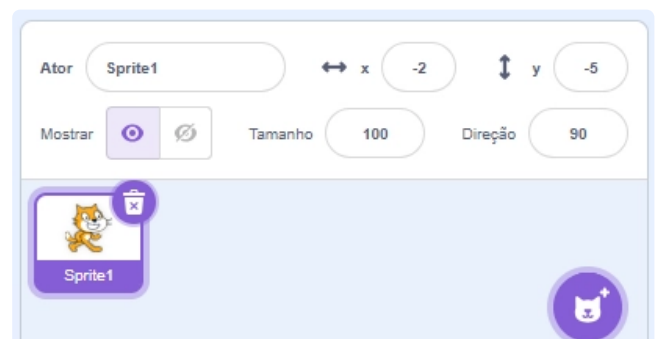 Ator Sprite1 x -2 y -5
Mostrar Tamanho 100 Direção 90
Sprite1